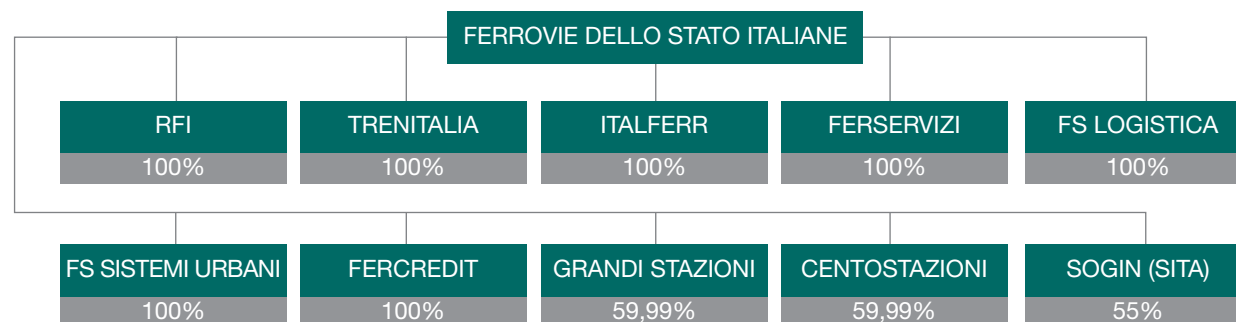 FERROVIE DELLO STATO ITALIANE
RFI
TRENITALIA
ITALFERR
FERSERVIZI
FS LOGISTICA
100%
100%
100%
100%
100%
FS SISTEMI URBANI
FERCREDIT
GRANDI STAZIONI
CENTOSTAZIONI
SOGIN (SITA)
100%
100%
59,99%
59,99%
55%